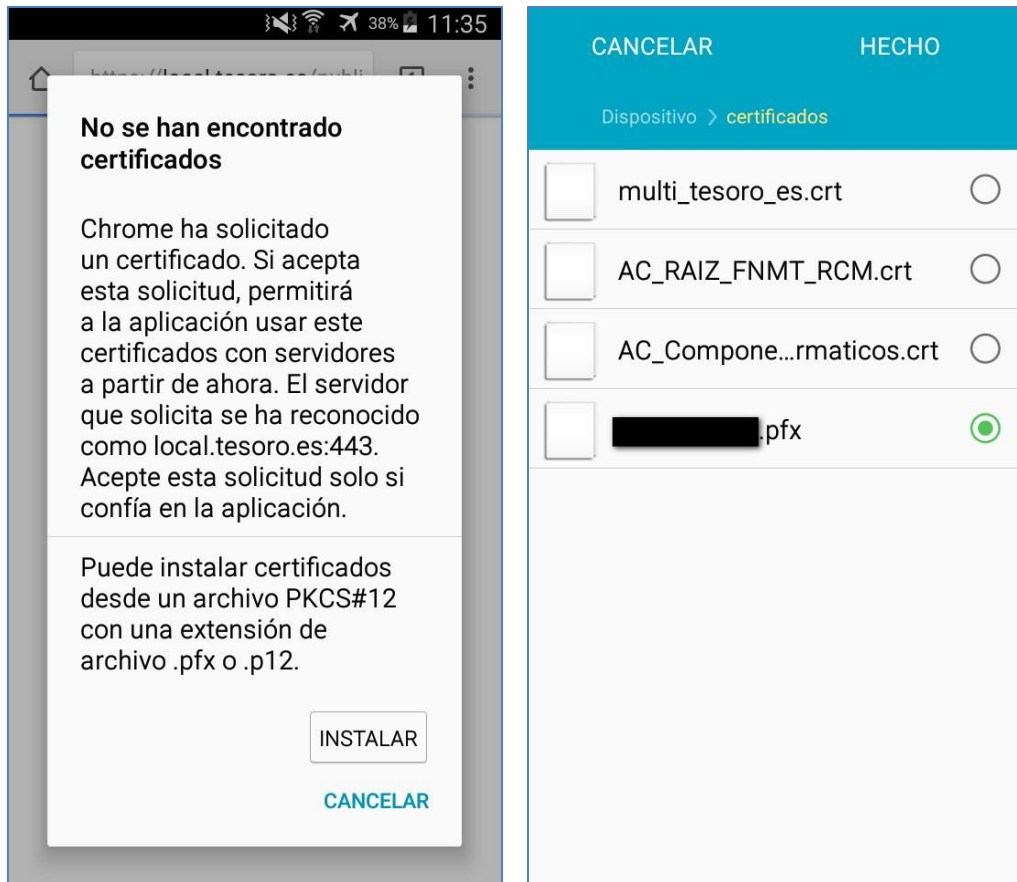 38% 11:35
No se han encontrado
certificados
Chrome ha solicitado
un certificado. Si acepta
esta solicitud, permitirá
a la aplicación usar este
certificados con servidores
a partir de ahora. El servidor
que solicita se ha reconocido
como local.tesoro.es:443.
Acepte esta solicitud solo si
confía en la aplicación.
Puede instalar certificados
desde un archivo PKCS#12
con una extensión de
archivo .pfx o .p12.
INSTALAR
CANCELAR
CANCELAR HECHO
Dispositivo > certificados
multi_tesoro_es.crt
AC_RAIZ_FNMT_RCM.crt
AC_Compone...rmaticos.crt
.pfx